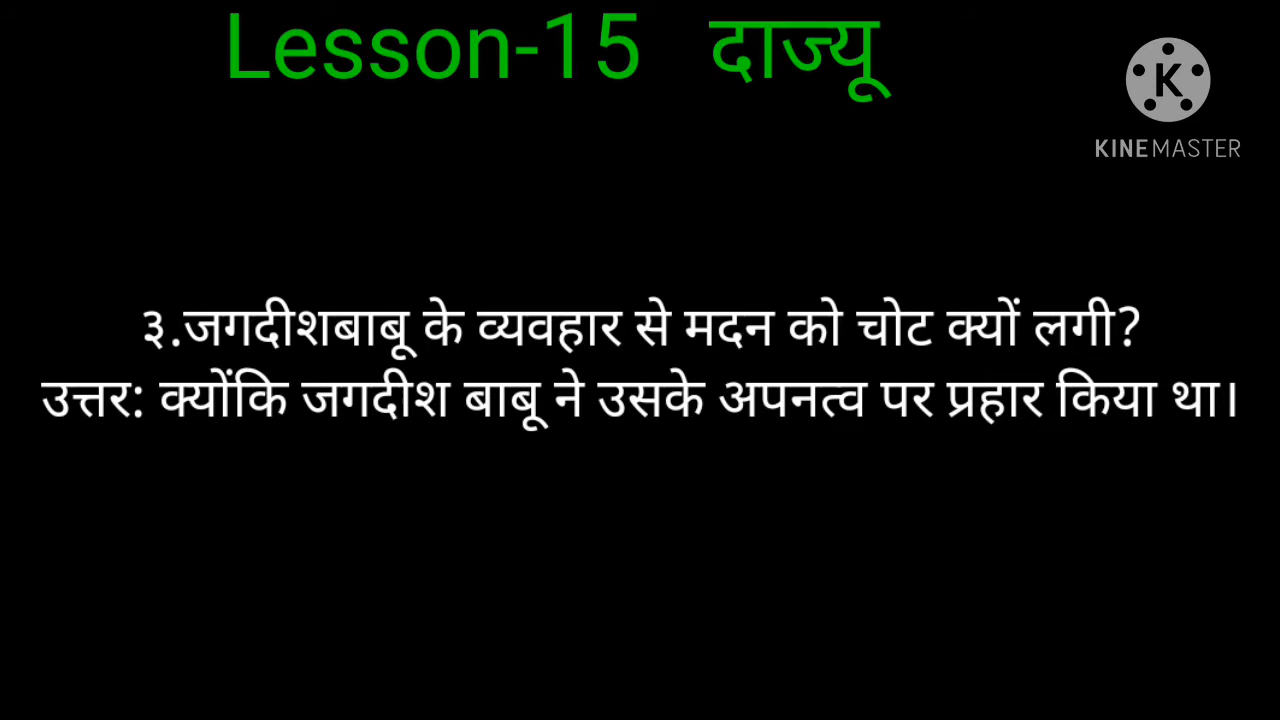 Lesson-15 दाज्यू
K
KINEMASTER
३.जगदीशबाबू के व्यवहार से मदन को चोट क्यों लगी?
उत्तर: क्योंकि जगदीश बाबू ने उसके अपनत्व पर प्रहार किया था।